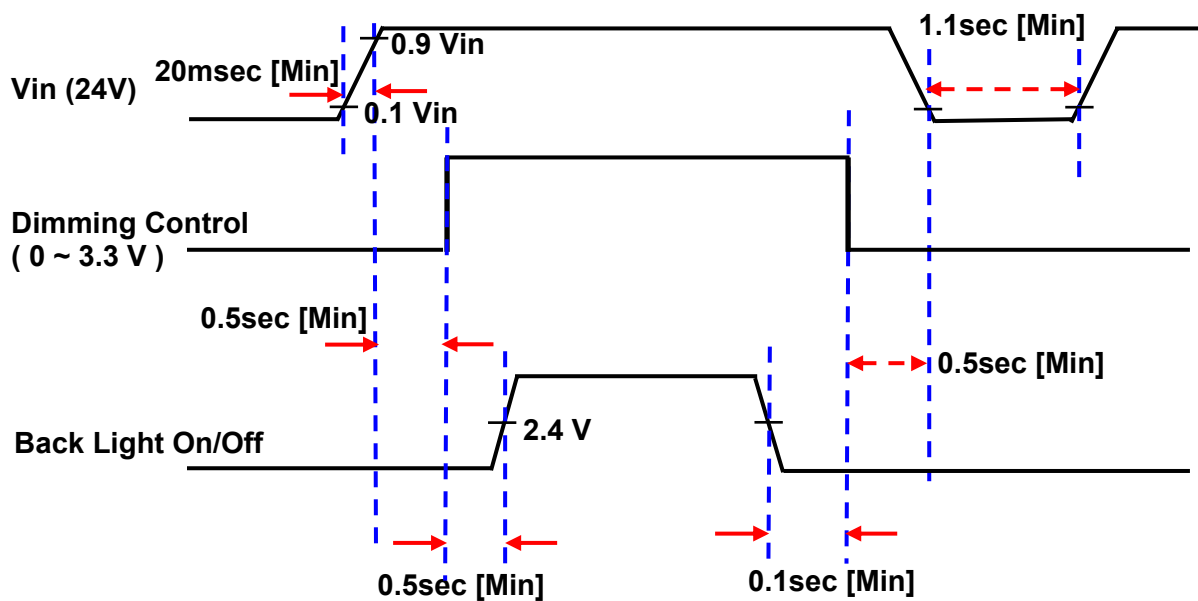 1.1sec [Min]
0.9 Vin
20msec [Min]
Vin (24V)
0.1 Vin
Dimming Control
( 0 ~ 3.3 V )
0.5sec [Min]
0.5sec [Min]
2.4 V
Back Light On/Off
0.5sec [Min]
0.1sec [Min]